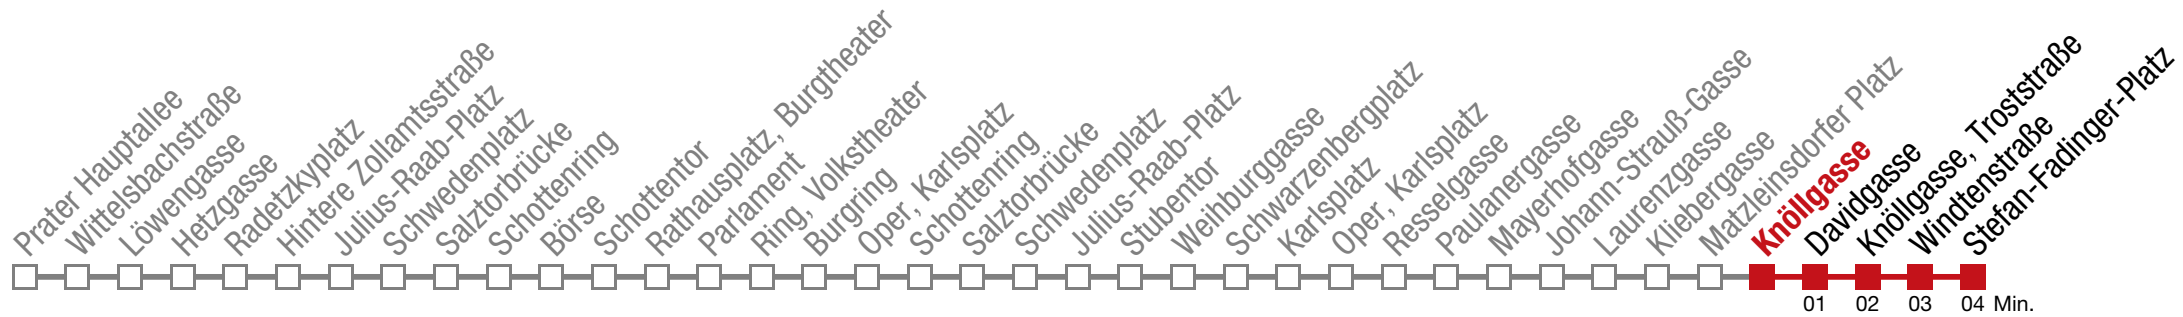 Prater Hauptallee
Wittelsbachstraße
Löwengasse
Hetzgasse
Radetzkyplatz
Hintere Zollamtsstraße
Julius-Raab-Platz
Schwedenplatz
Salztorbrücke
Schottenring
Börse
Schottentor
Rathausplatz, Burgtheater
Parlament
Ring, Volkstheater
Burgring
Oper, Karlsplatz
Schottenring
Salztorbrücke
Schwedenplatz
Julius-Raab-Platz
Stubentor
Weihburggasse
Schwarzenbergplatz
Karlsplatz
Oper, Karlsplatz
Resselgasse
Paulanergasse
Mayerhofgasse
Johann-Strauß-Gasse
Laurenzgasse
Kliebergasse
Matzleinsdorfer Platz
Knöllgasse
Davidgasse
Knöllgasse, Troststraße
Windtenstraße
Stefan-Fadinger-Platz
01 02 03 04 Min.